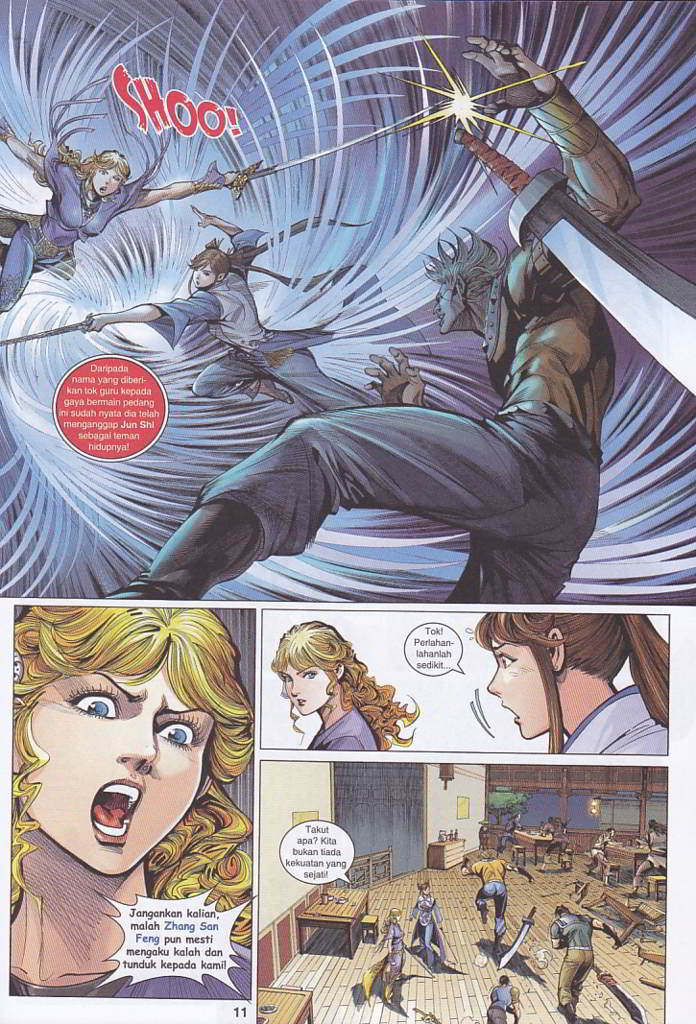 SHOO!
Daripada
nama yang diberi-
kan tok guru kepada
gaya bermain pedang
ini sudah nyata dia telah
menganggap Jun Shi
sebagai teman
hidupnya!
Tok!
Perlahan-
lahanlah
sedikit...
Jangankan kalian,
malah Zhang San
Feng pun mesti
mengaku kalah dan
tunduk kepada kami!
Takut
apa? Kita
bukan tiada
kekuatan yang
sejati!
11